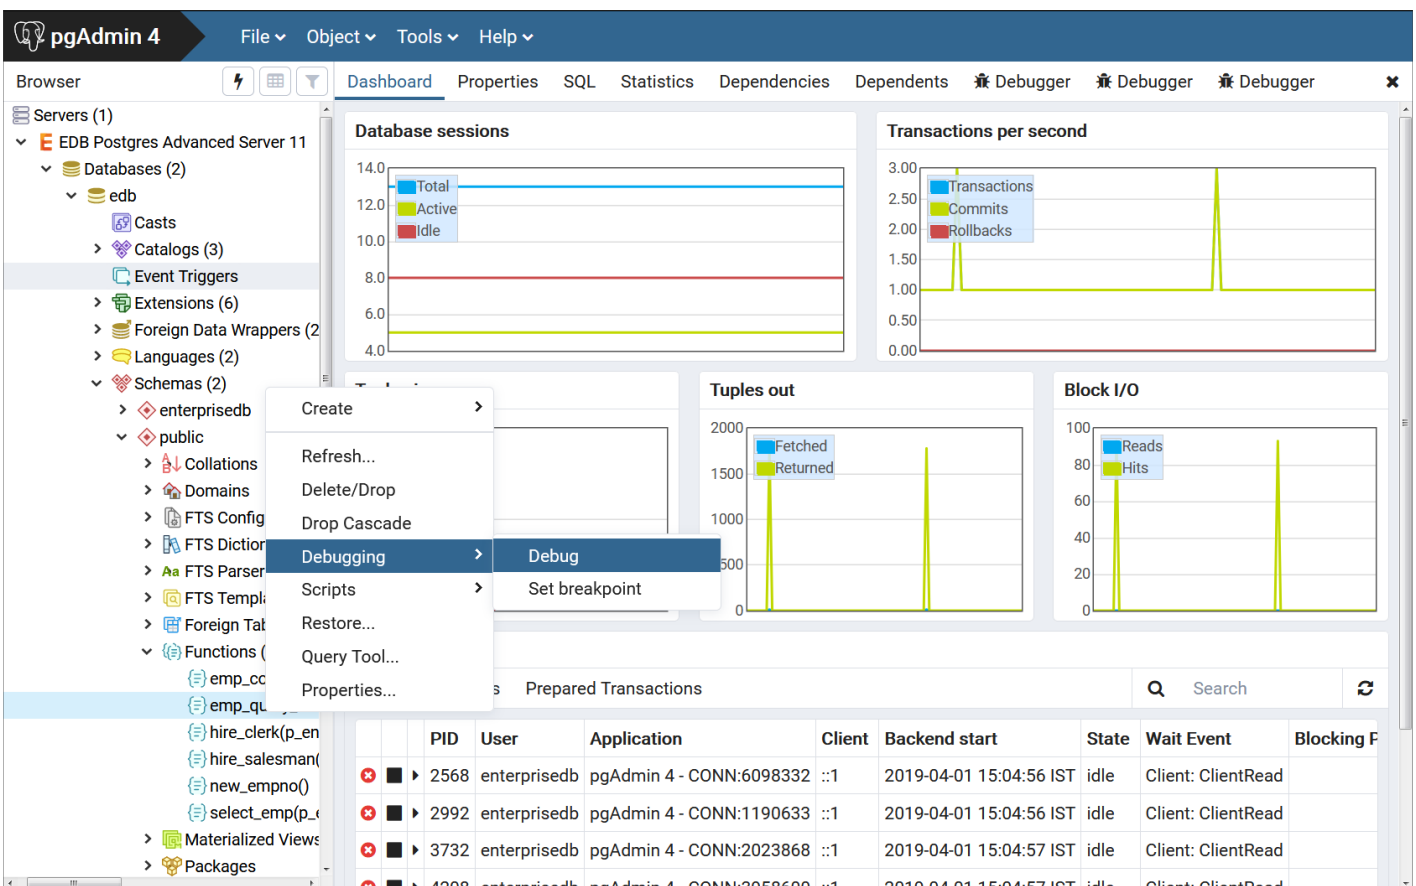 pgAdmin 4
File Object Tools Help
Browser
Dashboard Properties SQL Statistics Dependencies Dependents Debugger Debugger Debugger
Servers (1)
EDB Postgres Advanced Server 11
Databases (2)
edb
Casts
Catalogs (3)
Event Triggers
Extensions (6)
Foreign Data Wrappers (2
Languages (2)
Schemas (2)
enterprisedb
public
Collations
Domains
FTS Config
FTS Diction
FTS Parser
FTS Templa
Foreign Tab
Functions (
emp_co
emp_query_
hire_clerk(p_en
hire_salesman(
new_empno()
select_emp(p_e
Materialized Views
Packages
Create
Refresh...
Delete/Drop
Drop Cascade
Debugging
Scripts
Restore...
Query Tool...
Properties...
Debug
Set breakpoint
Database sessions
14.0
12.0
10.0
8.0
6.0
4.0
Total
Active
Idle
Transactions per second
3.00
2.50
2.00
1.50
1.00
0.50
0.00
Transactions
Commits
Rollbacks
Tuples out
2000
1500
1000
500
0
Fetched
Returned
Block I/O
100
80
60
40
20
0
Reads
Hits
s Prepared Transactions Search
PID User Application Client Backend start State Wait Event Blocking P
2568 enterprisedb pgAdmin 4 - CONN:6098332 ::1 2019-04-01 15:04:56 IST idle Client: ClientRead
2992 enterprisedb pgAdmin 4 - CONN:1190633 ::1 2019-04-01 15:04:56 IST idle Client: ClientRead
3732 enterprisedb pgAdmin 4 - CONN:2023868 ::1 2019-04-01 15:04:57 IST idle Client: ClientRead